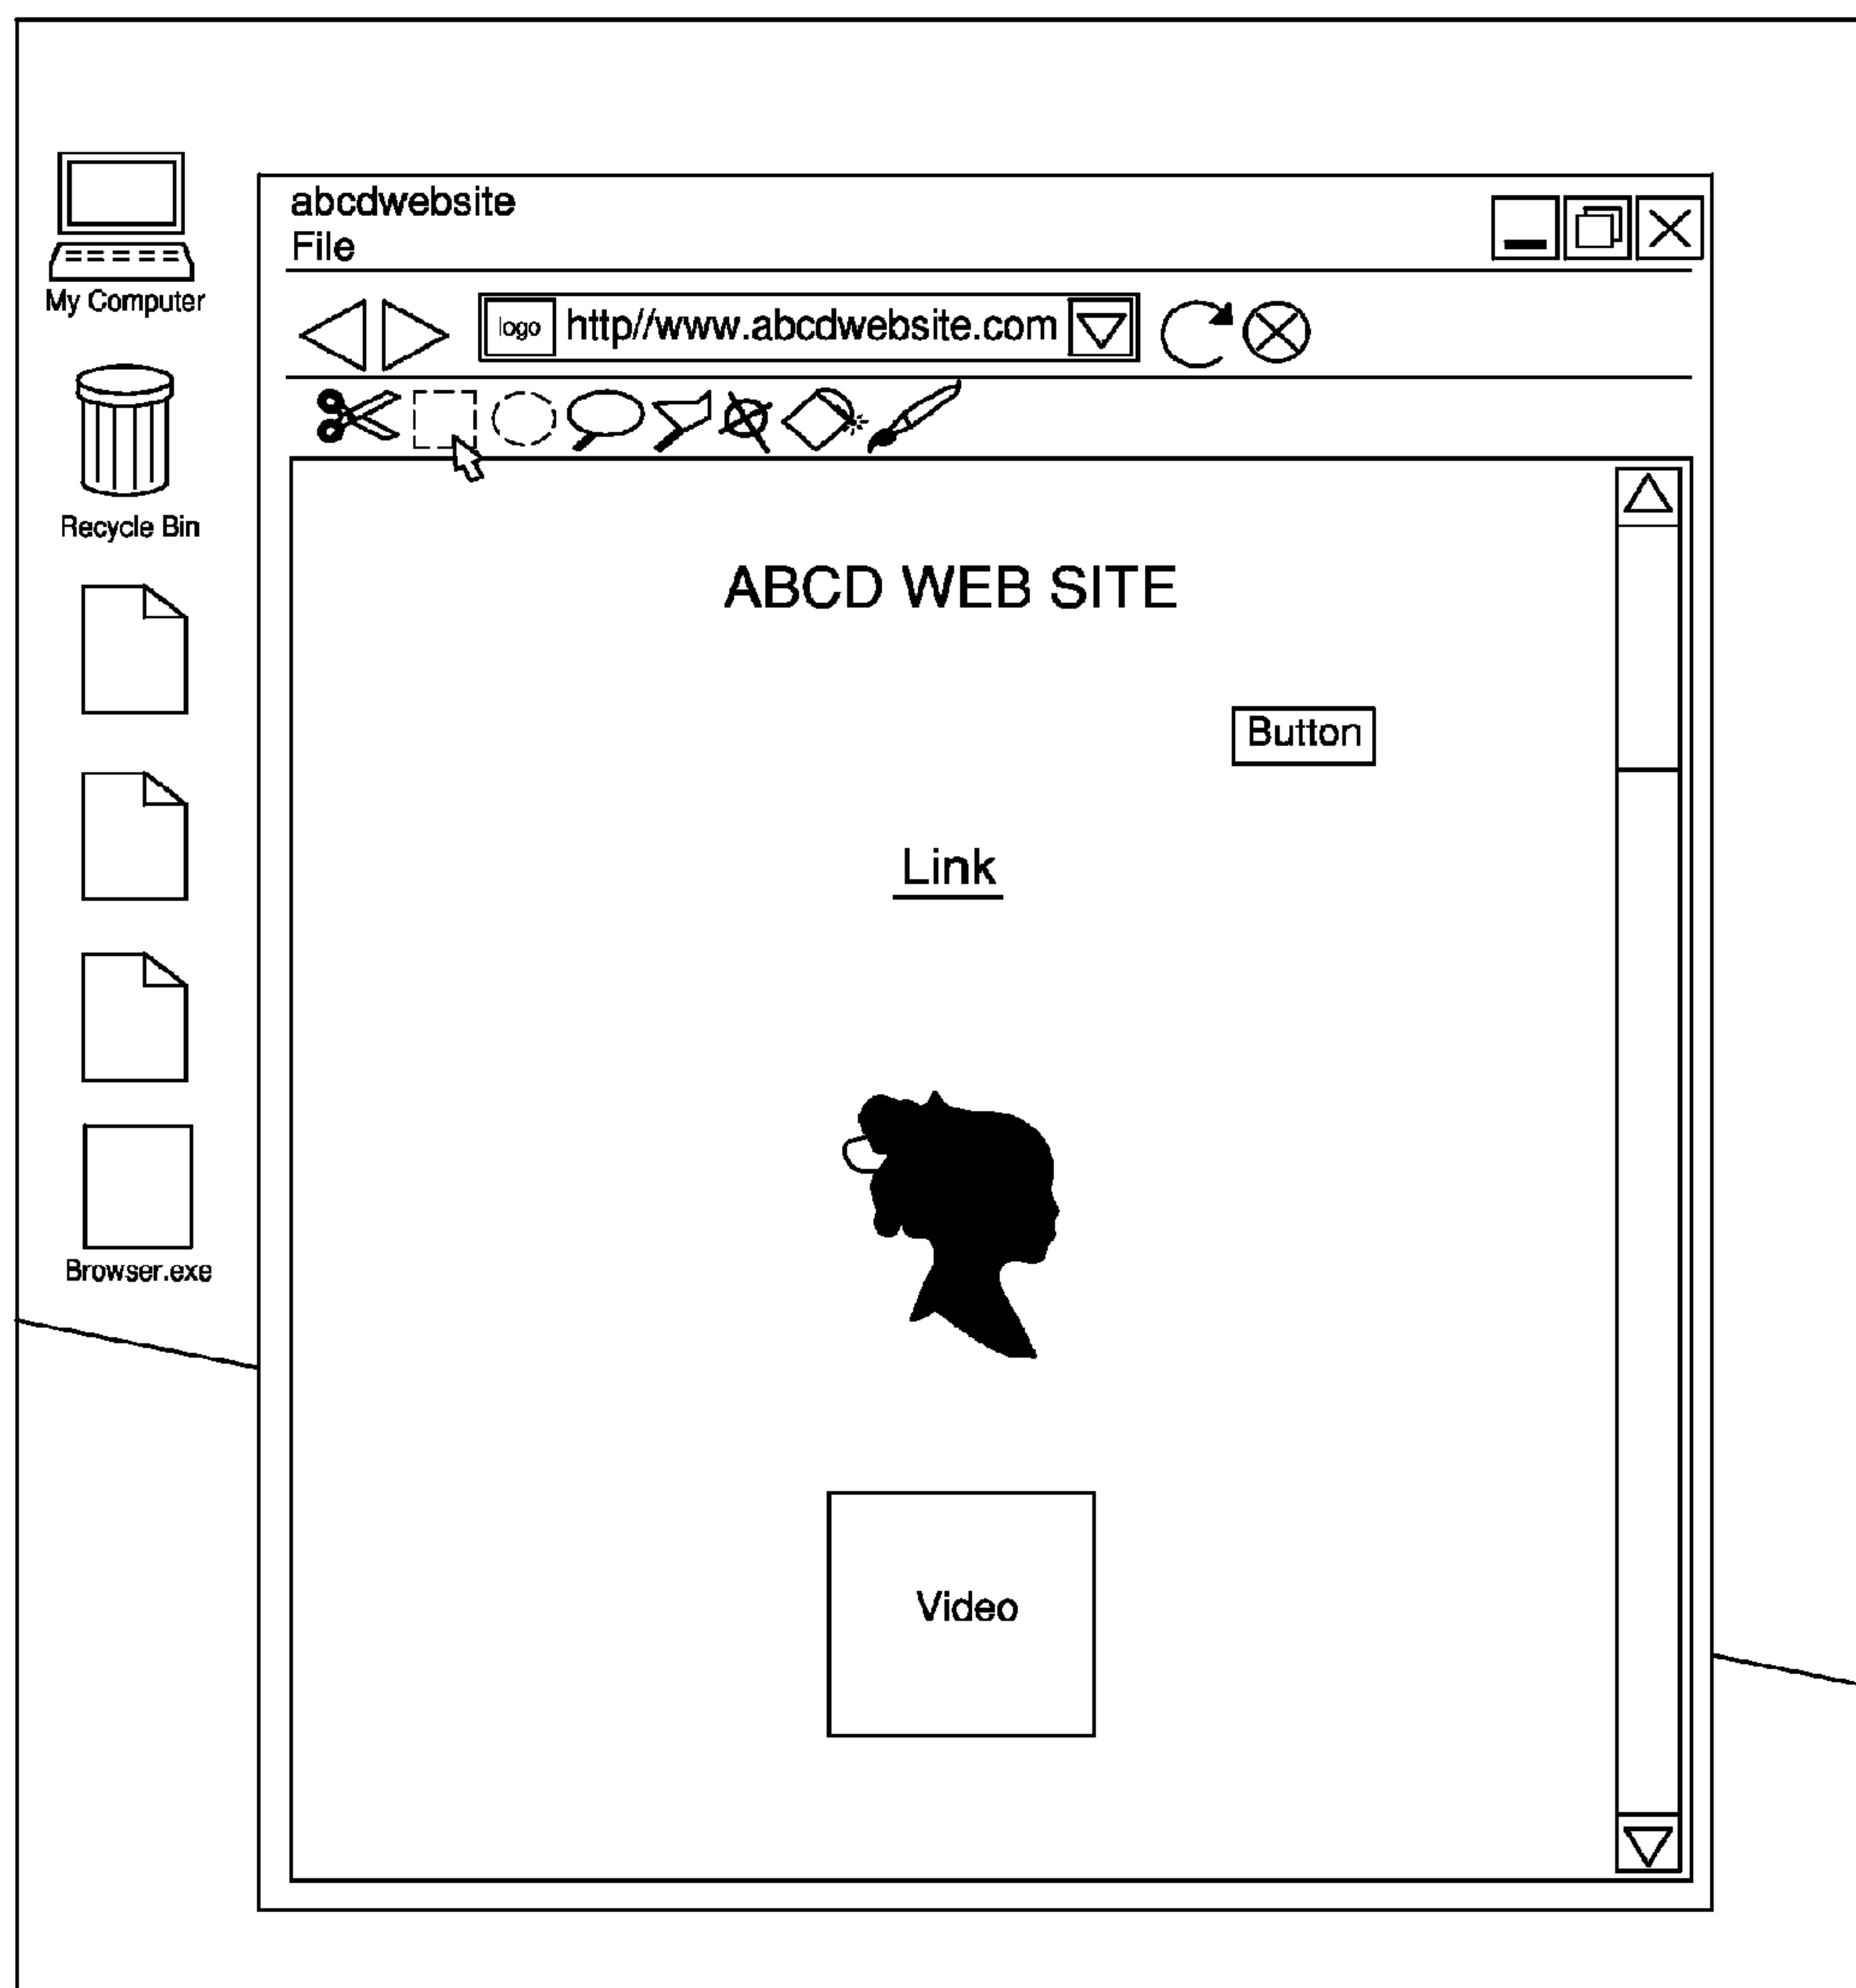 My Computer
Recycle Bin
Browser.exe
abcdwebsite
File
logo http//www.abcdwebsite.com
ABCD WEB SITE
Button
Link
Video